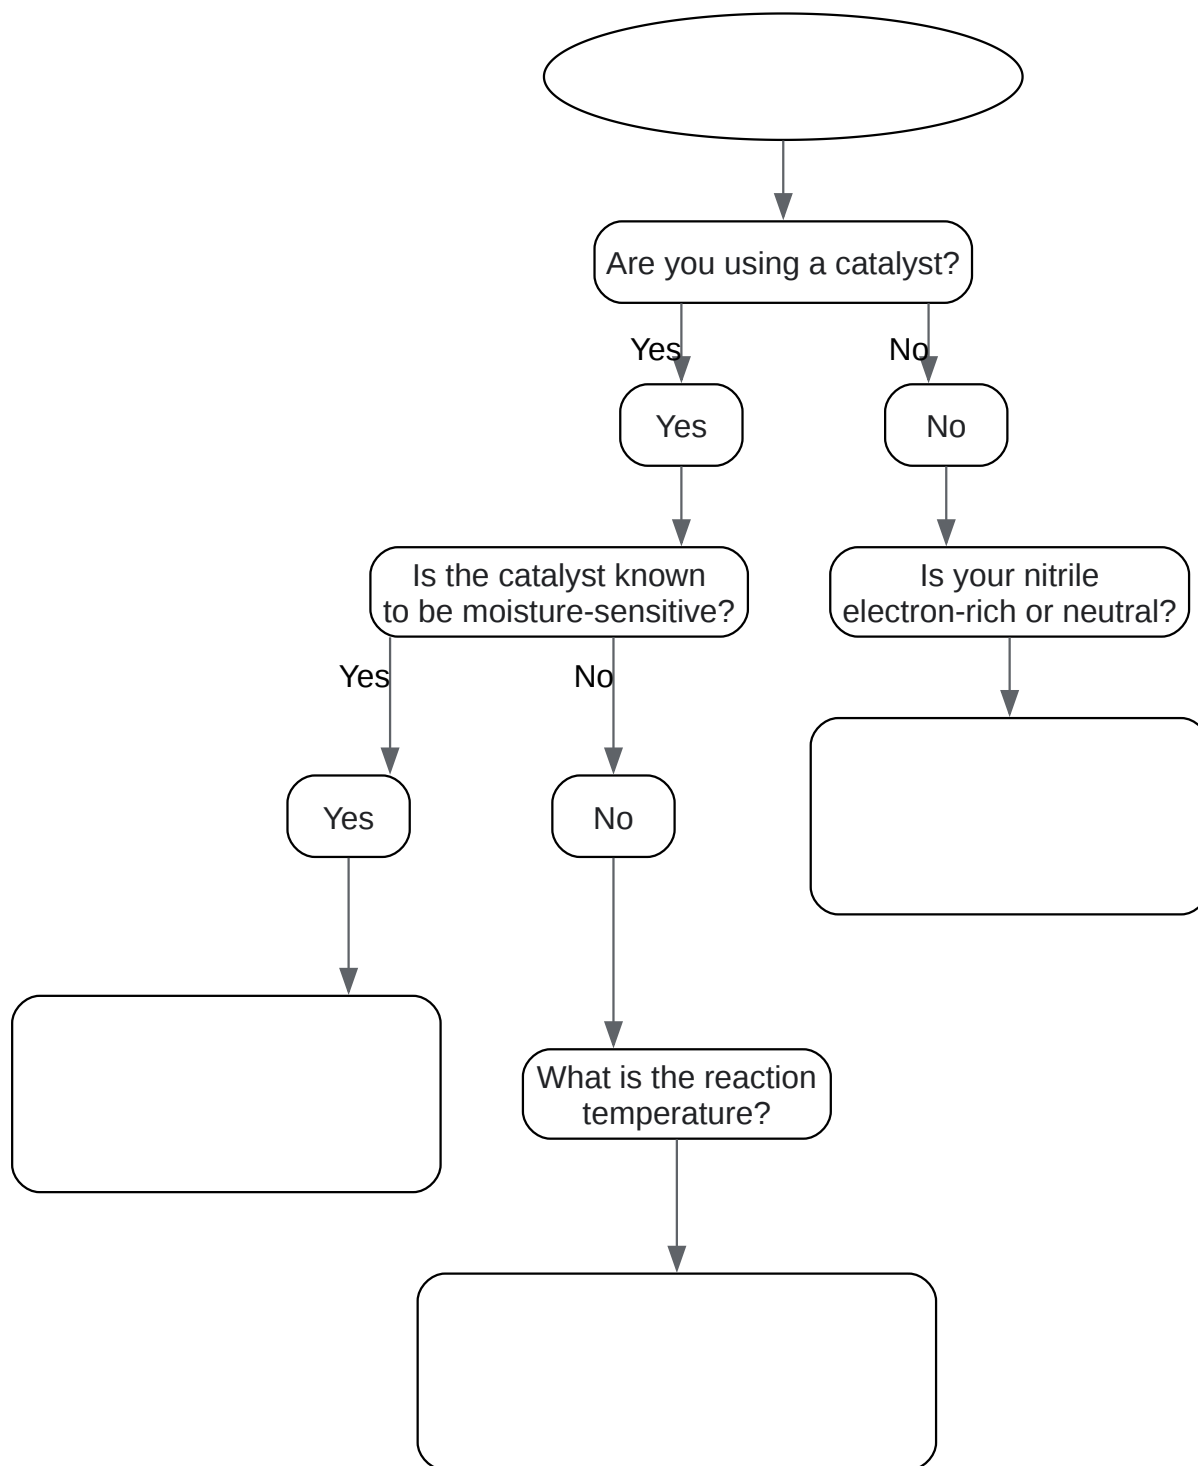 Are you using a catalyst?
Yes
No
Yes
No
Is the catalyst known
to be moisture-sensitive?
Is your nitrile
electron-rich or neutral?
Yes
No
Yes
No
What is the reaction
temperature?